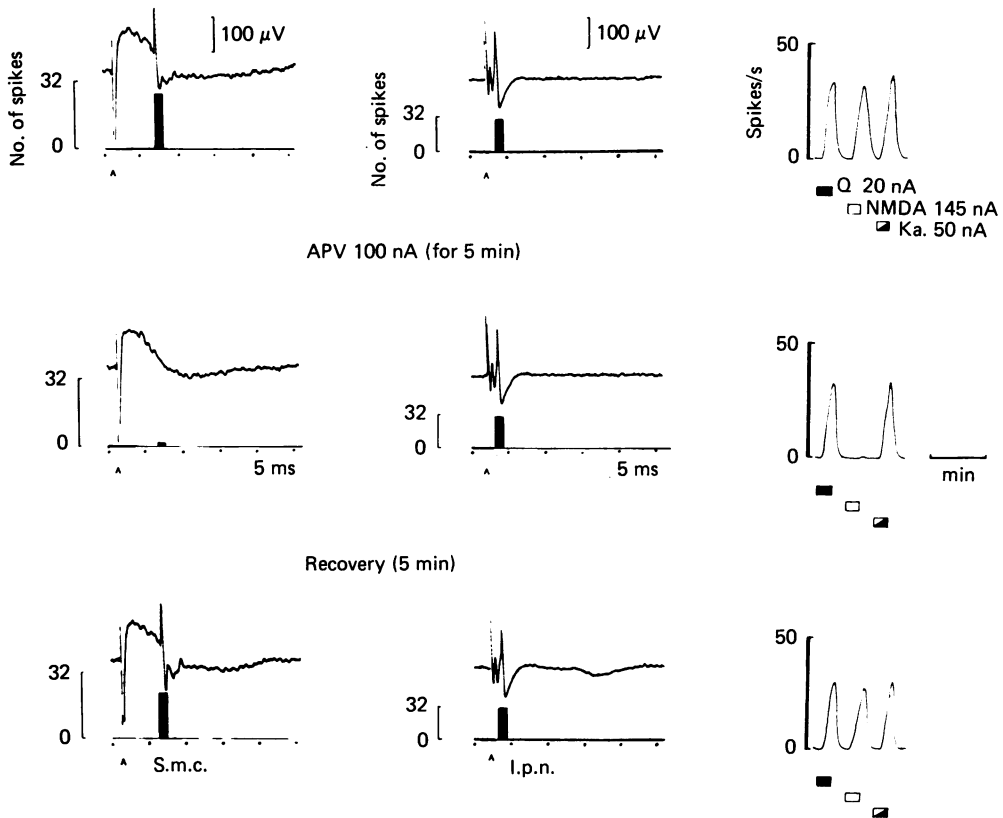 100 μV
100 μV
50
Spikes/s
0
No. of spikes
32
0
No. of spikes
32
0
Q 20 nA
NMDA 145 nA
Ka. 50 nA
APV 100 nA (for 5 min)
32
0
5 ms
32
0
5 ms
50
0
min
Recovery (5 min)
32
0
S.m.c.
32
0
I.p.n.
50
0